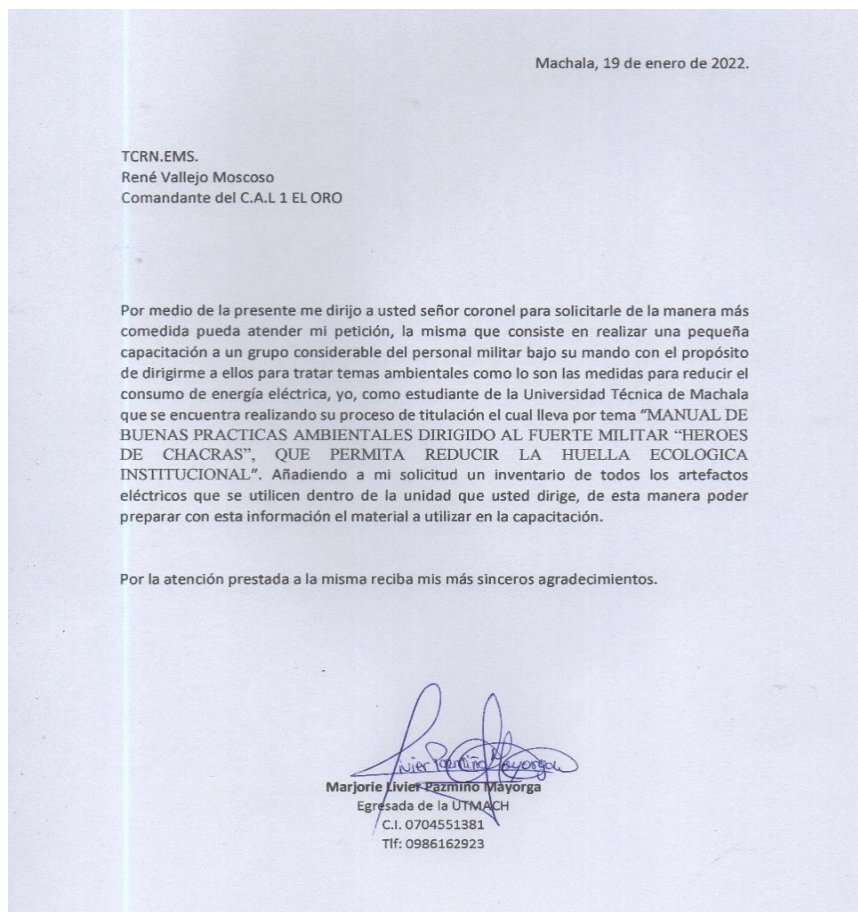 Machala, 19 de enero de 2022.
TCRN.EMS.
René Vallejo Moscoso
Comandante del C.A.L 1 EL ORO
Por medio de la presente me dirijo a usted señor coronel para solicitarle de la manera más
comedida pueda atender mi petición, la misma que consiste en realizar una pequeña
capacitación a un grupo considerable del personal militar bajo su mando con el propósito
de dirigirme a ellos para tratar temas ambientales como lo son las medidas para reducir el
consumo de energía eléctrica, yo, como estudiante de la Universidad Técnica de Machala
que se encuentra realizando su proceso de titulación el cual lleva por tema “MANUAL DE
BUENAS PRACTICAS AMBIENTALES DIRIGIDO AL FUERTE MILITAR “HEROES
DE CHACRAS”, QUE PERMITA REDUCIR LA HUELLA ECOLOGICA
INSTITUCIONAL”. Añadiendo a mi solicitud un inventario de todos los artefactos
eléctricos que se utilicen dentro de la unidad que usted dirige, de esta manera poder
preparar con esta información el material a utilizar en la capacitación.
Por la atención prestada a la misma reciba mis más sinceros agradecimientos.
Livier Pazmiño Mayorga
Marjorie Livier Pazmiño Mayorga
Egresada de la UTMACH
C.I. 0704551381
Tlf: 0986162923